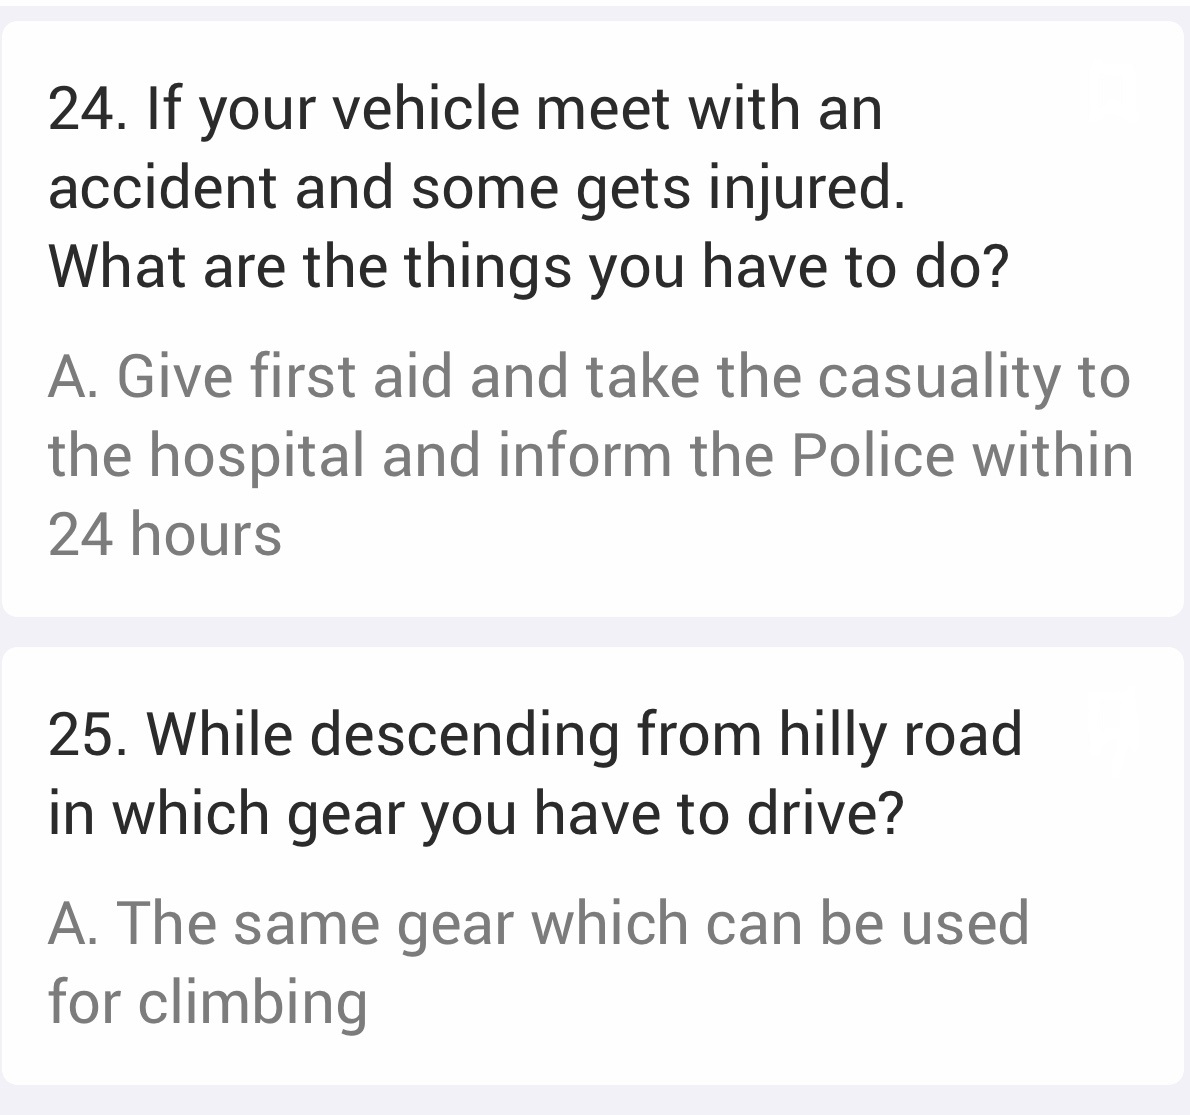 24. If your vehicle meet with an
accident and some gets injured.
What are the things you have to do?
A. Give first aid and take the casuality to
the hospital and inform the Police within
24 hours
25. While descending from hilly road
in which gear you have to drive?
A. The same gear which can be used
for climbing